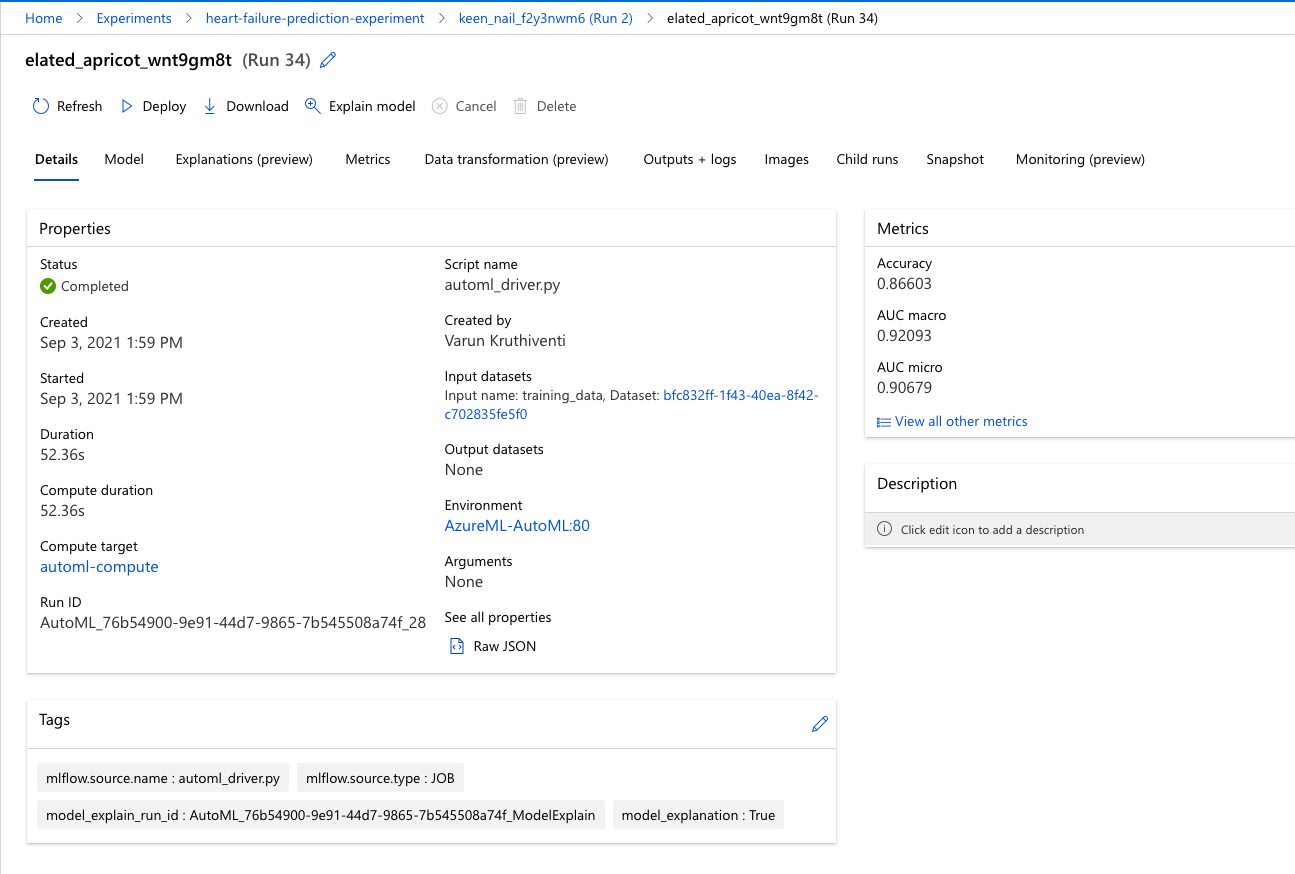 Home > Experiments > heart-failure-prediction-experiment > keen_nail_f2y3nwm6 (Run 2) > elated_apricot_wnt9gm8t (Run 34)
elated_apricot_wnt9gm8t (Run 34)
Refresh Deploy Download Explain model Cancel Delete
Details Model Explanations (preview) Metrics Data transformation (preview) Outputs + logs Images Child runs Snapshot Monitoring (preview)
Properties
Status
Completed
Created
Sep 3, 2021 1:59 PM
Started
Sep 3, 2021 1:59 PM
Duration
52.36s
Compute duration
52.36s
Compute target
automl-compute
Run ID
AutoML_76b54900-9e91-44d7-9865-7b545508a74f_28
Script name
automl_driver.py
Created by
Varun Kruthiventi
Input datasets
Input name: training_data, Dataset: bfc832ff-1f43-40ea-8f42-
c702835fe5f0
Output datasets
None
Environment
AzureML-AutoML:80
Arguments
None
See all properties
Raw JSON
Metrics
Accuracy
0.86603
AUC macro
0.92093
AUC micro
0.90679
View all other metrics
Description
Click edit icon to add a description
Tags
mlflow.source.name : automl_driver.py mlflow.source.type : JOB
model_explain_run_id : AutoML_76b54900-9e91-44d7-9865-7b545508a74f_ModelExplain model_explanation : True